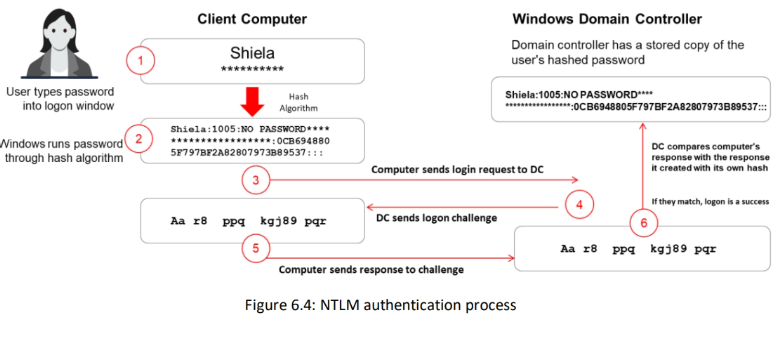 Client Computer
Windows Domain Controller
Domain controller has a stored copy of the
user's hashed password
1
Shiela
**********
User types password
into logon window
Hash
Algorithm
Shiela:1005:NO PASSWORD****
*****************:0CB6948805F797BF2A82807973B89537:::
2
Shiela:1005:NO PASSWORD****
*****************:0CB694880
5F797BF2A82807973B89537:::
Windows runs password
through hash algorithm
DC compares computer's
response with the response
it created with its own hash
If they match, logon is a success
3
Computer sends login request to DC
4
DC sends logon challenge
Aa r8 ppq kgj89 pqr
5
Computer sends response to challenge
6
Aa r8 ppq kgj89 pqr
Figure 6.4: NTLM authentication process